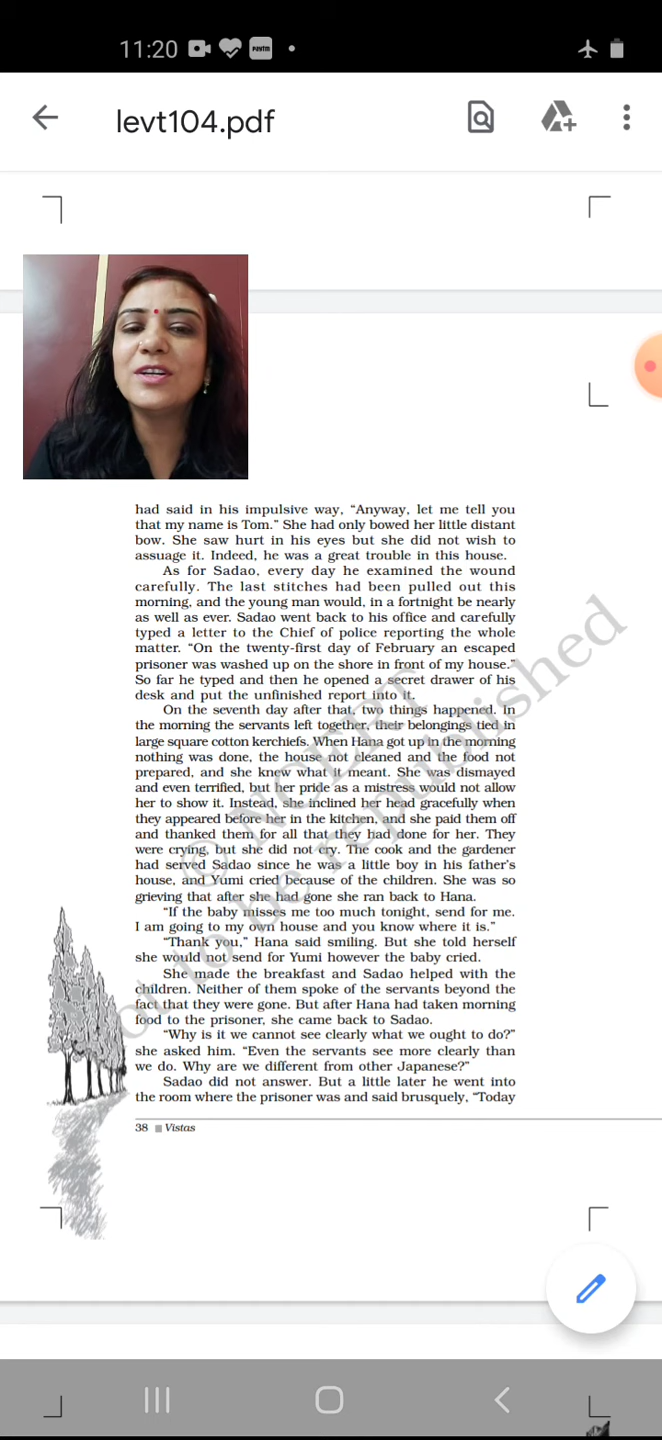 11:20
paytm
levt104.pdf
had said in his impulsive way, “Anyway, let me tell you
that my name is Tom.” She had only bowed her little distant
bow. She saw hurt in his eyes but she did not wish to
assuage it. Indeed, he was a great trouble in this house.
As for Sadao, every day he examined the wound
carefully. The last stitches had been pulled out this
morning, and the young man would, in a fortnight be nearly
as well as ever. Sadao went back to his office and carefully
typed a letter to the Chief of police reporting the whole
matter. “On the twenty-first day of February an escaped
prisoner was washed up on the shore in front of my house.”
So far he typed and then he opened a secret drawer of his
desk and put the unfinished report into it.
On the seventh day after that, two things happened. In
the morning the servants left together, their belongings tied in
large square cotton kerchiefs. When Hana got up in the morning
nothing was done, the house not cleaned and the food not
prepared, and she knew what it meant. She was dismayed
and even terrified, but her pride as a mistress would not allow
her to show it. Instead, she inclined her head gracefully when
they appeared before her in the kitchen, and she paid them off
and thanked them for all that they had done for her. They
were crying, but she did not cry. The cook and the gardener
had served Sadao since he was a little boy in his father’s
house, and Yumi cried because of the children. She was so
grieving that after she had gone she ran back to Hana.
“If the baby misses me too much tonight, send for me.
I am going to my own house and you know where it is.”
“Thank you,” Hana said smiling. But she told herself
she would not send for Yumi however the baby cried.
She made the breakfast and Sadao helped with the
children. Neither of them spoke of the servants beyond the
fact that they were gone. But after Hana had taken morning
food to the prisoner, she came back to Sadao.
“Why is it we cannot see clearly what we ought to do?”
she asked him. “Even the servants see more clearly than
we do. Why are we different from other Japanese?”
Sadao did not answer. But a little later he went into
the room where the prisoner was and said brusquely, “Today
38 ■ Vistas
© NCERT
not to be republished